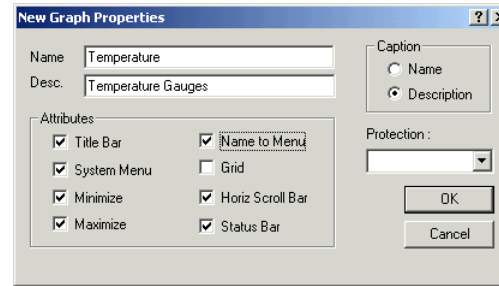 New Graph Properties
Name Temperature
Desc. Temperature Gauges
Caption
Name
Description
Attributes
Title Bar
System Menu
Minimize
Maximize
Name to Menu
Grid
Horiz Scroll Bar
Status Bar
Protection :
OK
Cancel